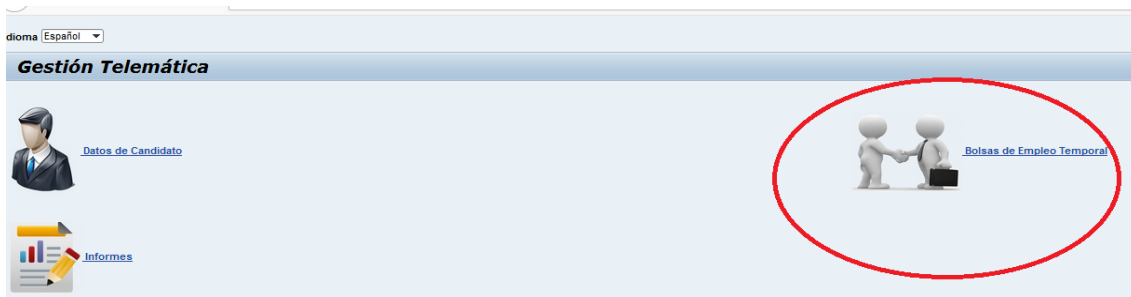 dioma Español
Gestión Telemática
Datos de Candidato
Bolsas de Empleo Temporal
Informes